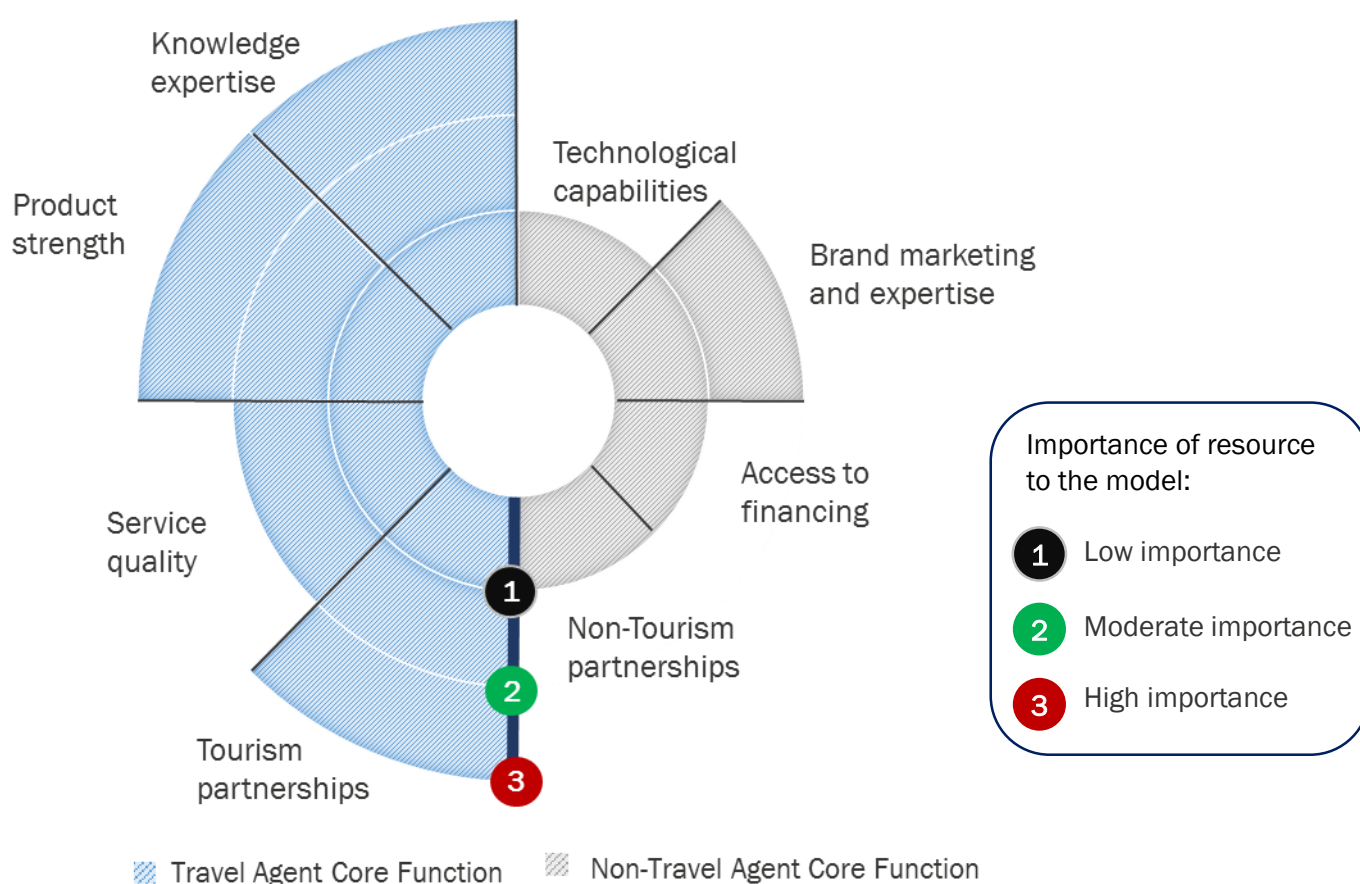 Knowledge
expertise
Technological
capabilities
Product
strength
Brand marketing
and expertise
Access to
financing
Service
quality
1
Non-Tourism
partnerships
2
Tourism
partnerships
3
Importance of resource
to the model:
1 Low importance
2 Moderate importance
3 High importance
Travel Agent Core Function
Non-Travel Agent Core Function